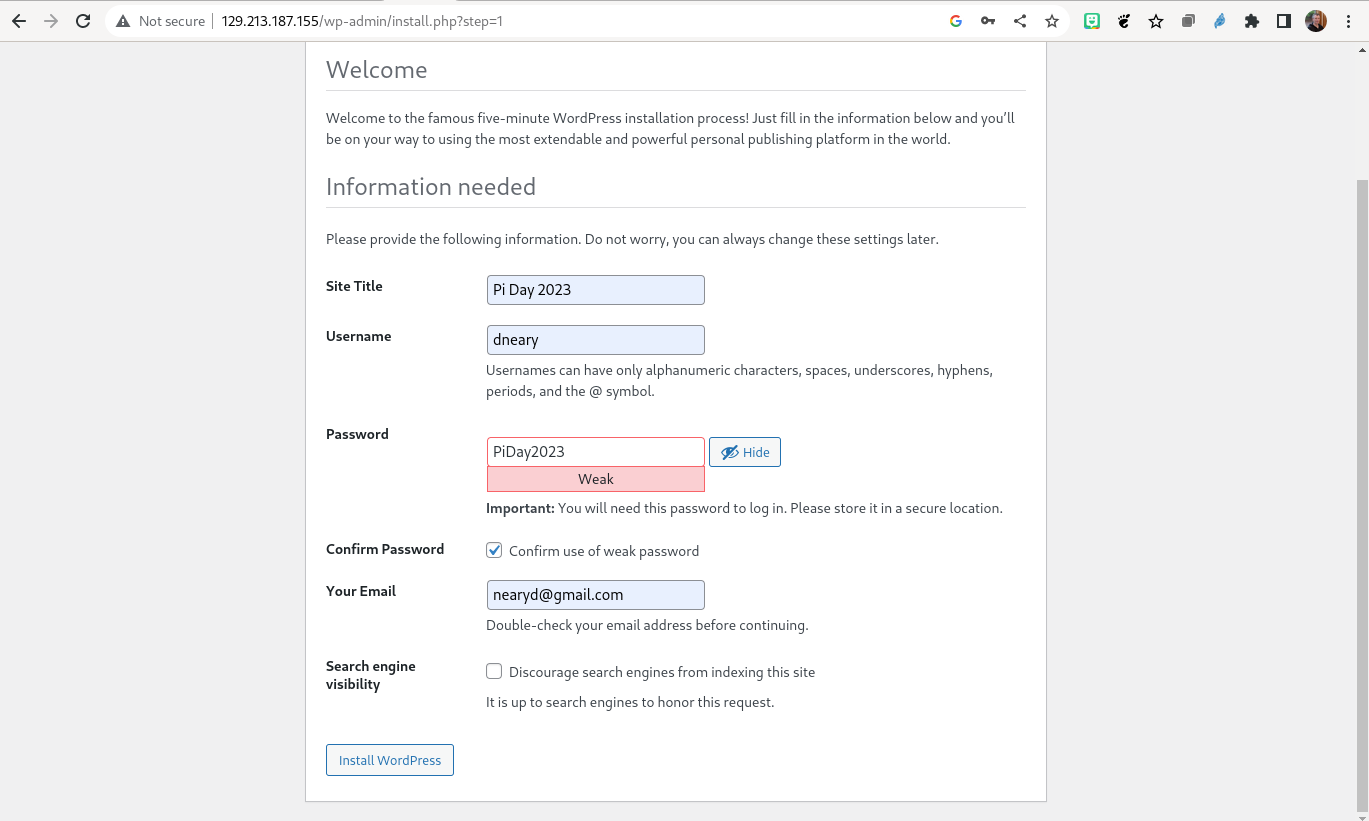 Not secure 129.213.187.155/wp-admin/install.php?step=1
Welcome
Welcome to the famous five-minute WordPress installation process! Just fill in the information below and you’ll
be on your way to using the most extendable and powerful personal publishing platform in the world.
Information needed
Please provide the following information. Do not worry, you can always change these settings later.
Site Title
Pi Day 2023
Username
dneary
Usernames can have only alphanumeric characters, spaces, underscores, hyphens,
periods, and the @ symbol.
Password
PiDay2023
Hide
Weak
Important: You will need this password to log in. Please store it in a secure location.
Confirm Password
Confirm use of weak password
Your Email
nearyd@gmail.com
Double-check your email address before continuing.
Search engine
visibility
Discourage search engines from indexing this site
It is up to search engines to honor this request.
Install WordPress